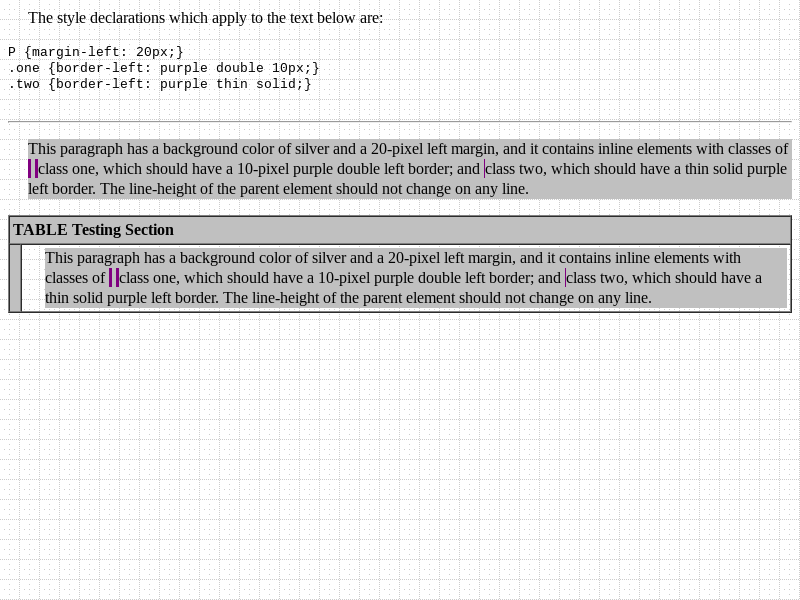 The style declarations which apply to the text below are:
P {margin-left: 20px;}
.one {border-left: purple double 10px;}
.two {border-left: purple thin solid;}
This paragraph has a background color of silver and a 20-pixel left margin, and it contains inline elements with classes of
class one, which should have a 10-pixel purple double left border; and class two, which should have a thin solid purple
left border. The line-height of the parent element should not change on any line.
TABLE Testing Section
This paragraph has a background color of silver and a 20-pixel left margin, and it contains inline elements with
classes of class one, which should have a 10-pixel purple double left border; and class two, which should have a
thin solid purple left border. The line-height of the parent element should not change on any line.